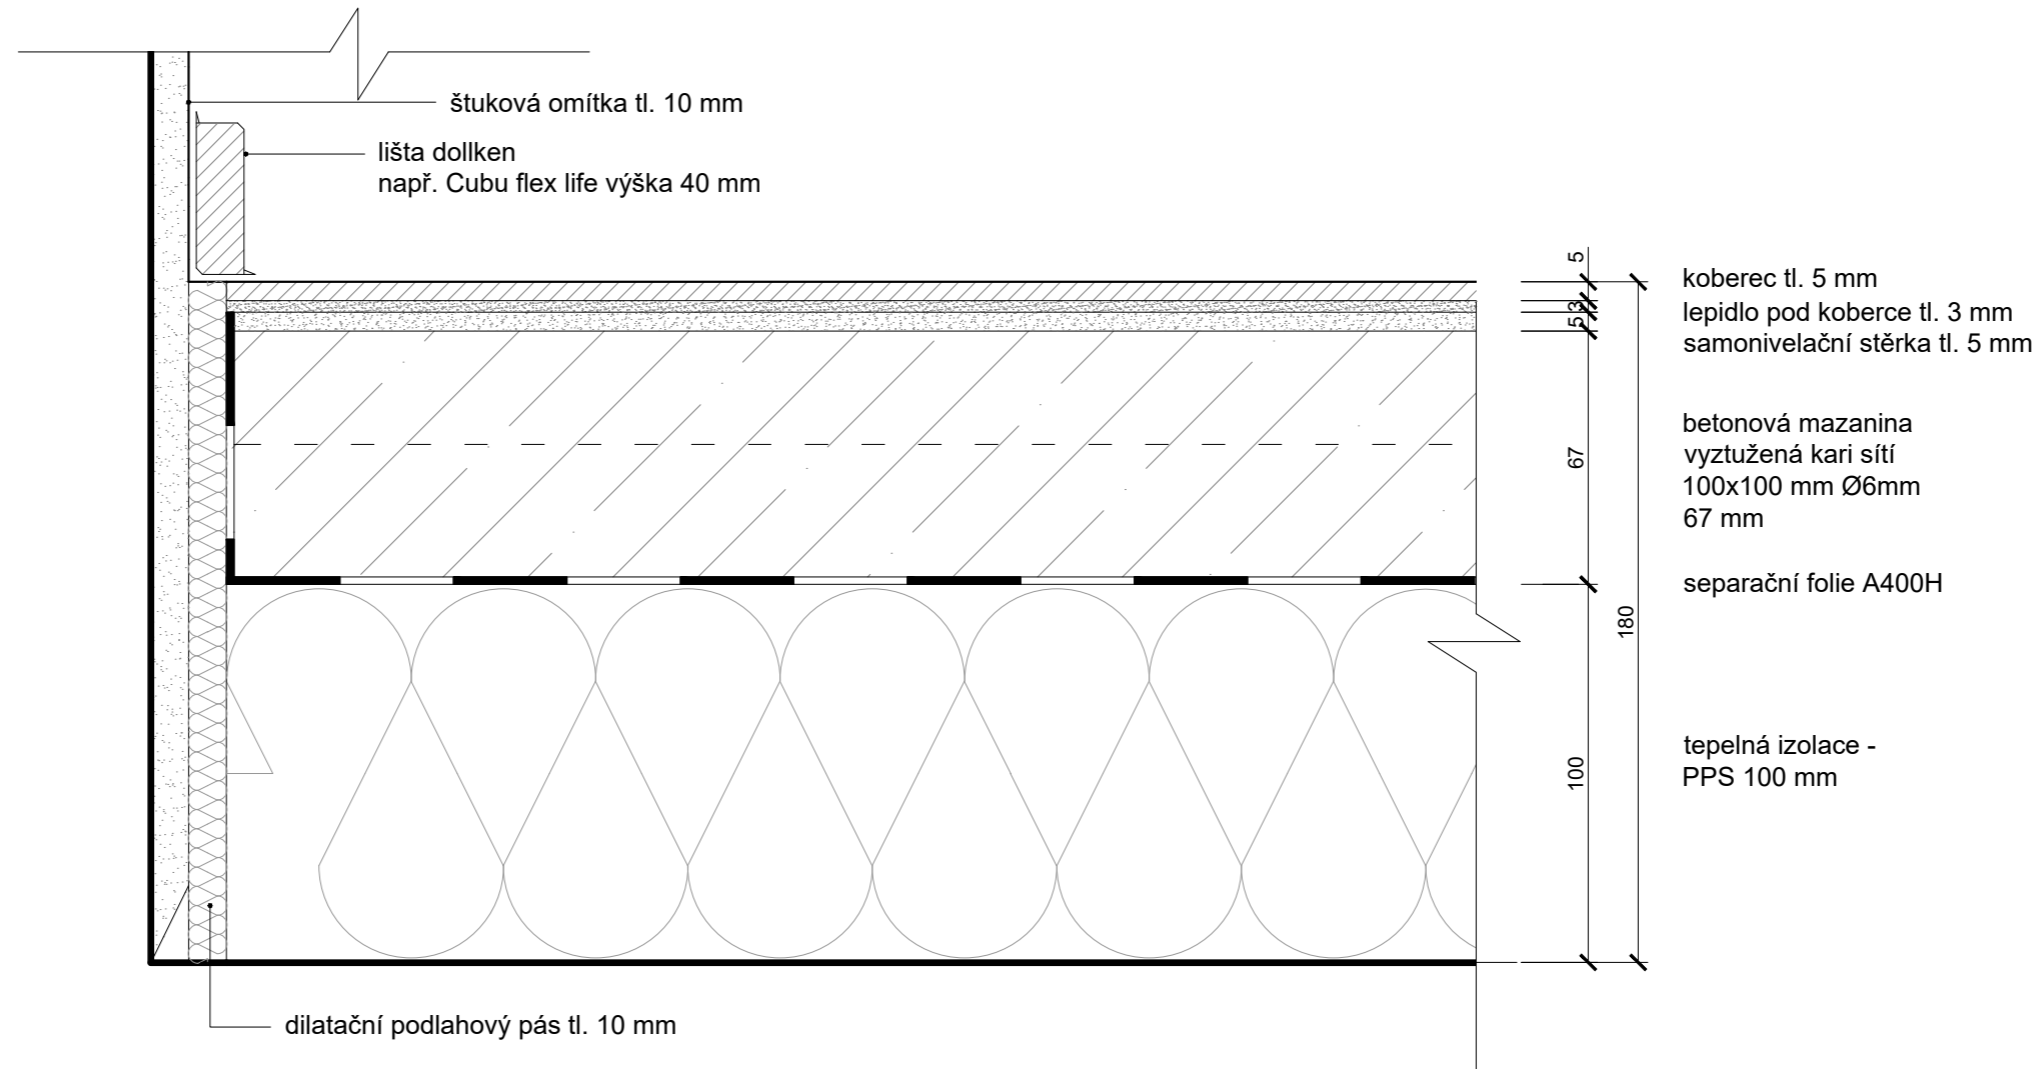 štuková omítka tl. 10 mm
lišta dollken
např. Cubu flex life výška 40 mm
5
koberec tl. 5 mm
3
lepidlo pod koberce tl. 3 mm
5
samonivelační stěrka tl. 5 mm
67
betonová mazanina
vyztužená kari sítí
100x100 mm Ø6mm
67 mm
separační folie A400H
180
100
tepelná izolace -
PPS 100 mm
dilatační podlahový pás tl. 10 mm